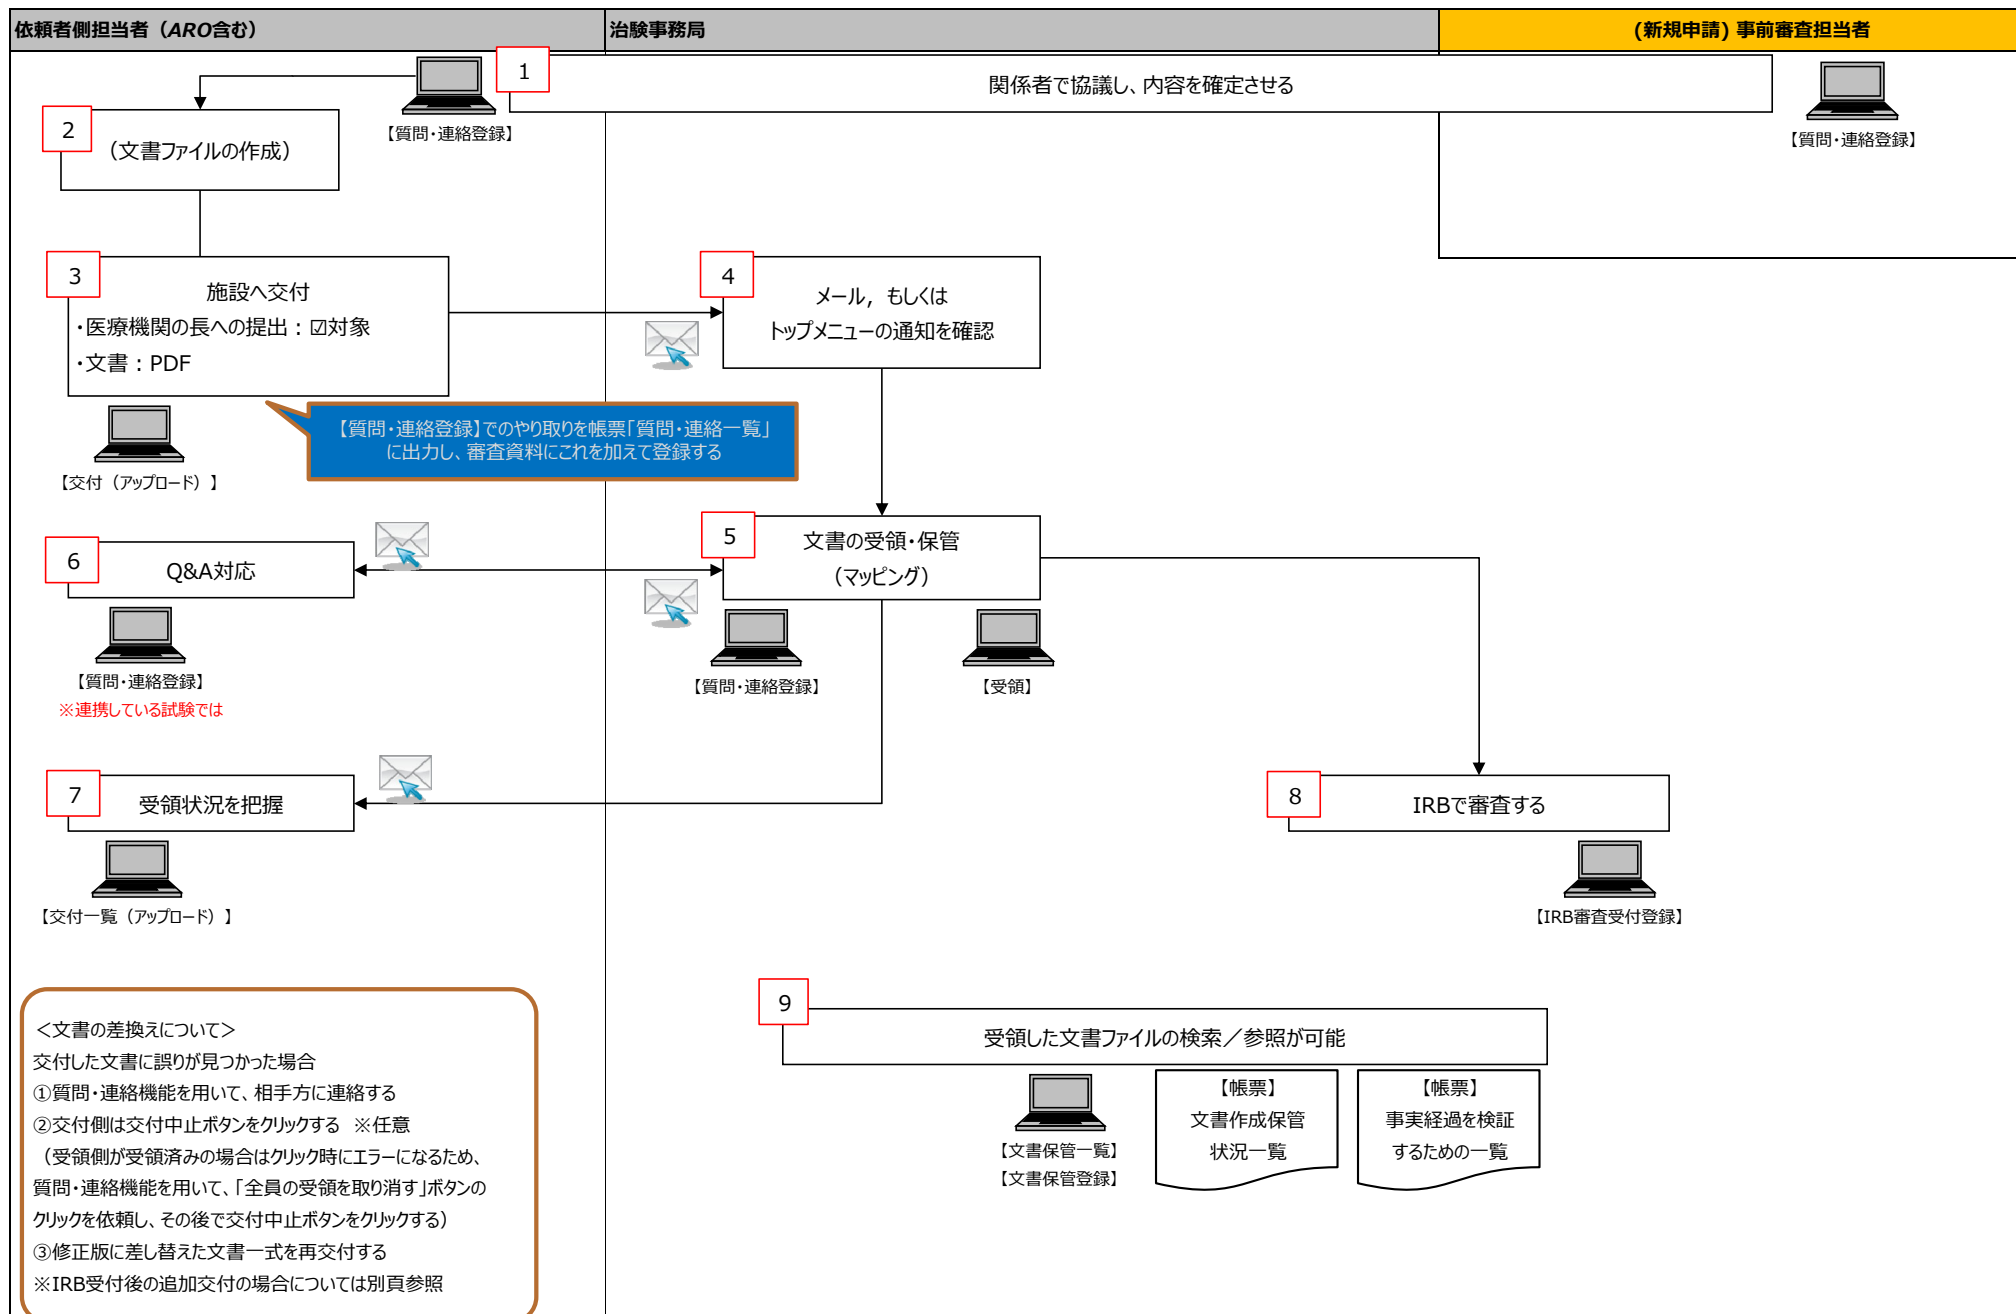 依頼者側担当者（ARO含む）
治験事務局
(新規申請) 事前審査担当者
1
関係者で協議し、内容を確定させる
【質問・連絡登録】
【質問・連絡登録】
2
（文書ファイルの作成）
3
施設へ交付
・医療機関の長への提出：☑対象
・文書：PDF
【交付（アップロード）】
4
メール，もしくは
トップメニューの通知を確認
【質問・連絡登録】でのやり取りを帳票「質問・連絡一覧」
に出力し、審査資料にこれを加えて登録する
5
文書の受領・保管
（マッピング）
【質問・連絡登録】
【受領】
6
Q&A対応
【質問・連絡登録】
※連携している試験では
7
受領状況を把握
【交付一覧（アップロード）】
8
IRBで審査する
【IRB審査受付登録】
9
受領した文書ファイルの検索／参照が可能
【文書保管一覧】
【文書保管登録】
【帳票】
文書作成保管
状況一覧
【帳票】
事実経過を検証
するための一覧
＜文書の差換えについて＞
交付した文書に誤りが見つかった場合
①質問・連絡機能を用いて、相手方に連絡する
②交付側は交付中止ボタンをクリックする ※任意
（受領側が受領済みの場合はクリック時にエラーになるため、
質問・連絡機能を用いて、「全員の受領を取り消す」ボタンの
クリックを依頼し、その後で交付中止ボタンをクリックする）
③修正版に差し替えた文書一式を再交付する
※IRB受付後の追加交付の場合については別頁参照